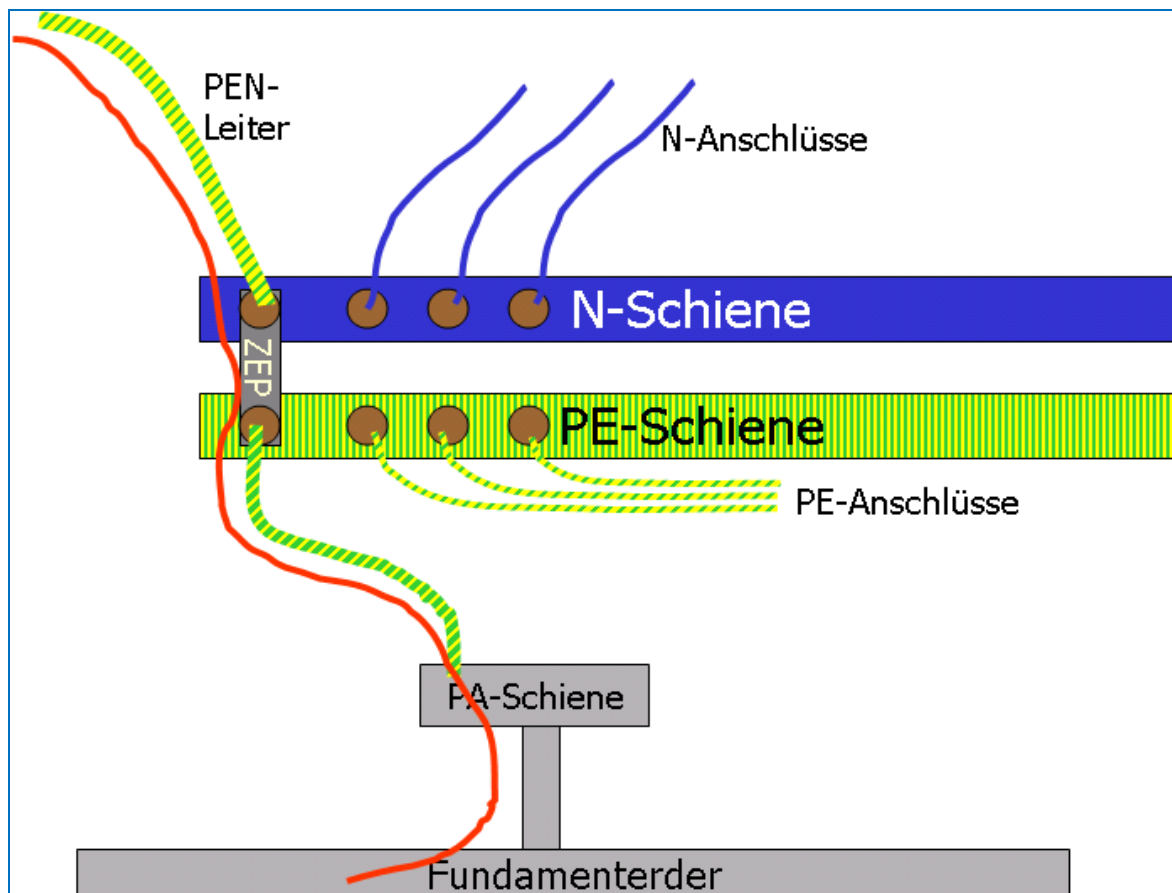 PEN-
Leiter
N-Anschlüsse
N-Schiene
ZEP
PE-Schiene
PE-Anschlüsse
PA-Schiene
Fundamenterder